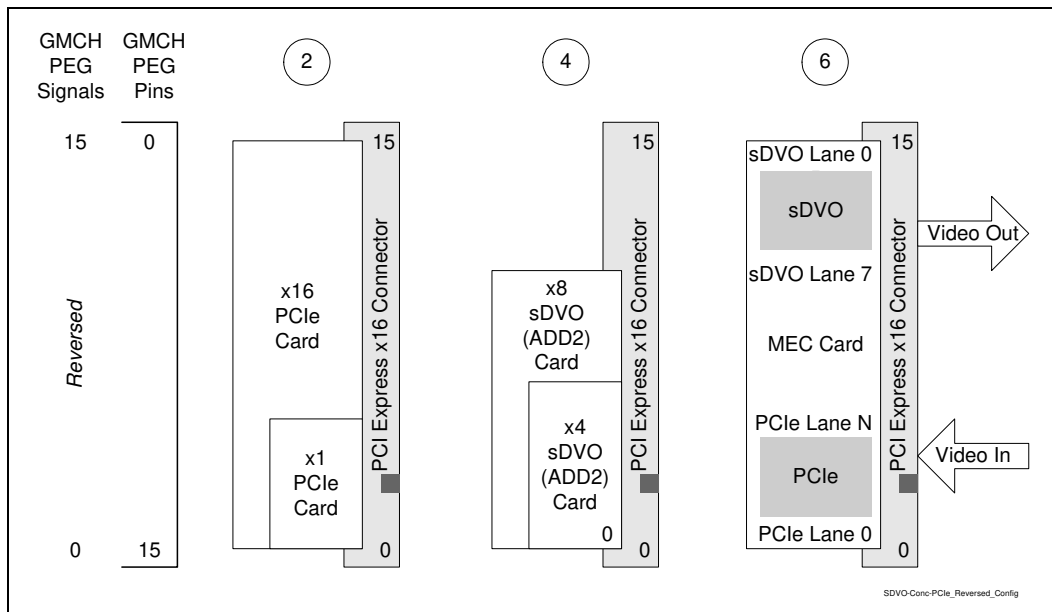 GMCH
PEG
Signals
GMCH
PEG
Pins
2
4
6
15
0
Reversed
0
15
15
x16
PCIe
Card
x1
PCIe
Card
PCI Express x16 Connector
0
15
x8
sDVO
(ADD2)
Card
x4
sDVO
(ADD2)
Card
0
PCI Express x16 Connector
0
sDVO Lane 0
15
sDVO
sDVO Lane 7
MEC Card
PCIe Lane N
PCIe
PCIe Lane 0
PCI Express x16 Connector
0
Video Out
Video In
SDVO-Conc-PCIe_Reversed_Config